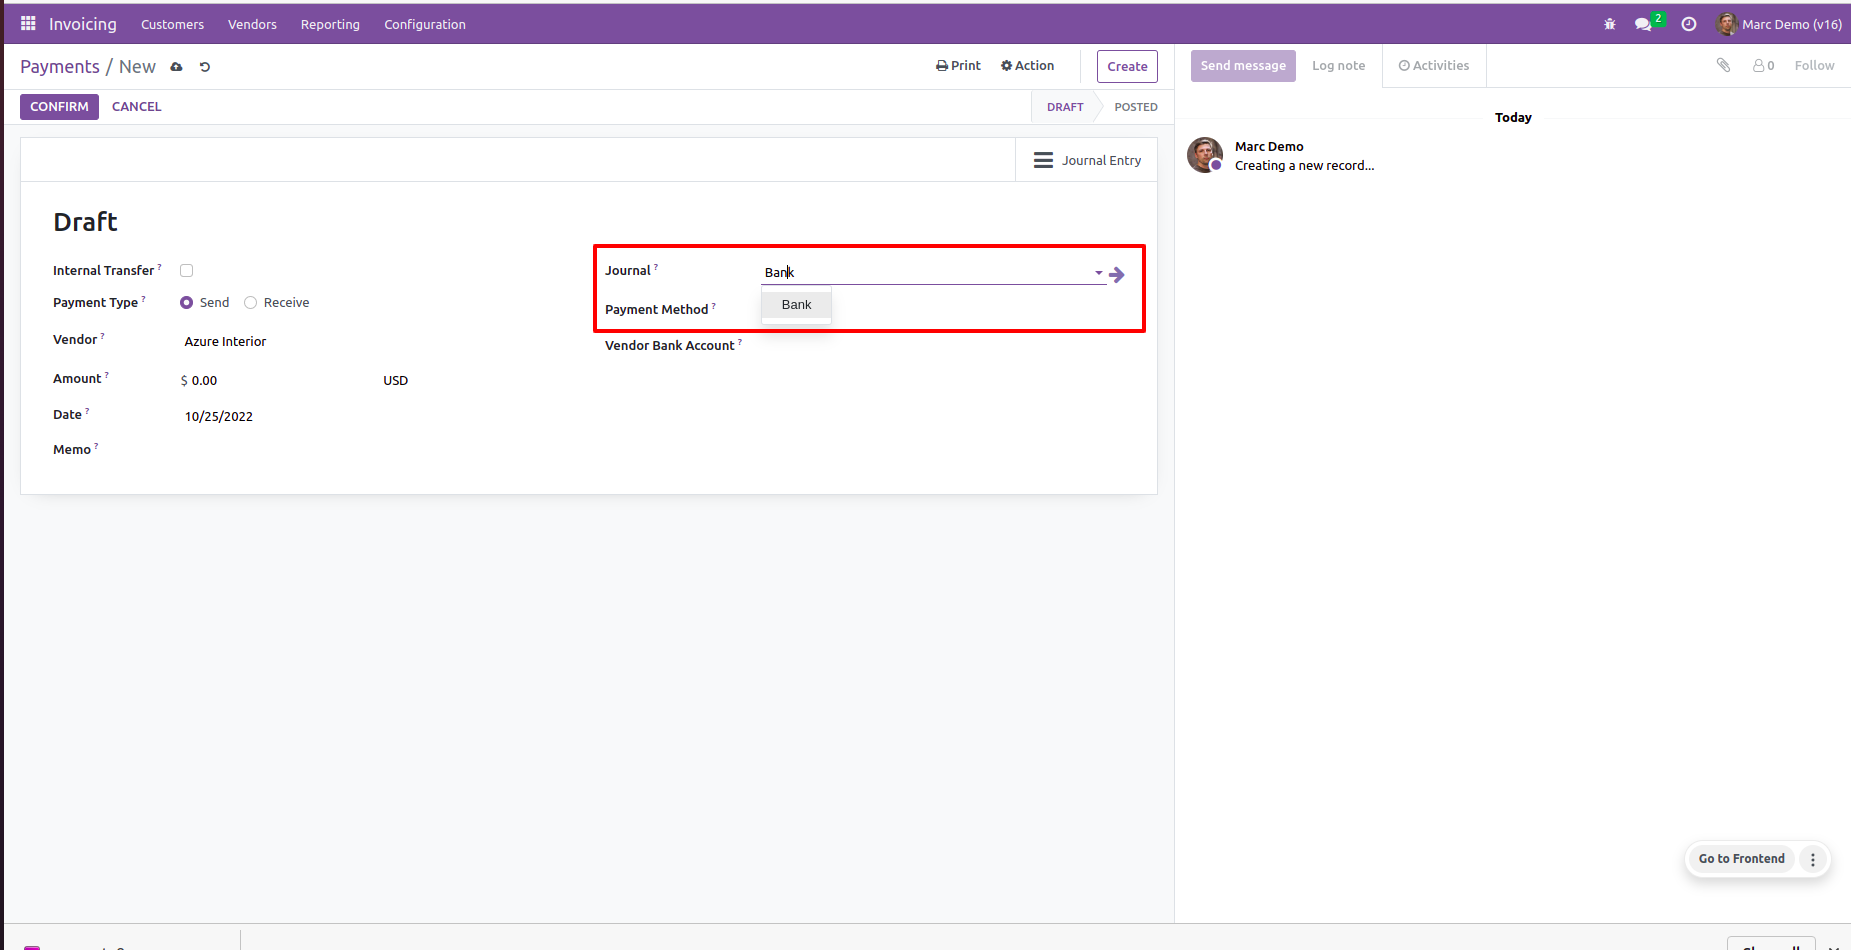 Invoicing Customers Vendors Reporting Configuration 2 Marc Demo (v16)
Payments / New Print Action Create Send message Log note Activities 0 Follow
CONFIRM CANCEL DRAFT POSTED
Today
Marc Demo
Creating a new record...
Journal Entry
Draft
Internal Transfer ?
Payment Type ? Send Receive
Vendor ? Azure Interior
Amount ? $ 0.00 USD
Date ? 10/25/2022
Memo ?
Journal ? Bank
Bank
Payment Method ?
Vendor Bank Account ?
Go to Frontend